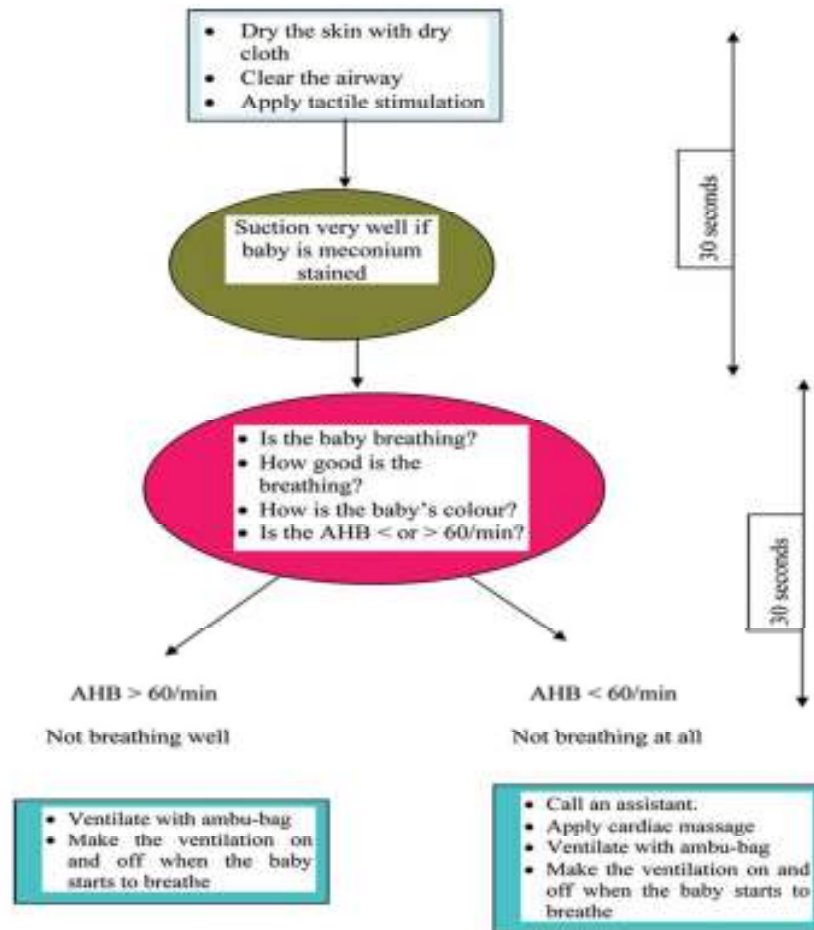 • Dry the skin with dry
cloth
• Clear the airway
• Apply tactile stimulation
30 seconds
Suction very well if
baby is meconium
stained
• Is the baby breathing?
• How good is the
breathing?
• How is the baby's colour?
• Is the AHB < or > 60/min?
30 seconds
AHB > 60/min
Not breathing well
AHB < 60/min
Not breathing at all
• Ventilate with ambu-bag
• Make the ventilation on
and off when the baby
starts to breathe
• Call an assistant.
• Apply cardiac massage
• Ventilate with ambu-bag
• Make the ventilation on and
off when the baby starts to
breathe